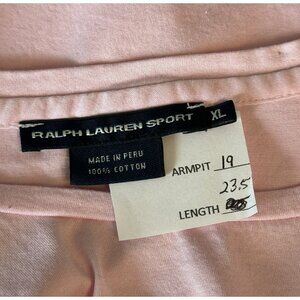 RALPH LAUREN SPORT
XL
MADE IN PERU
100% COTTON
ARMPIT 19
23.5
LENGTH